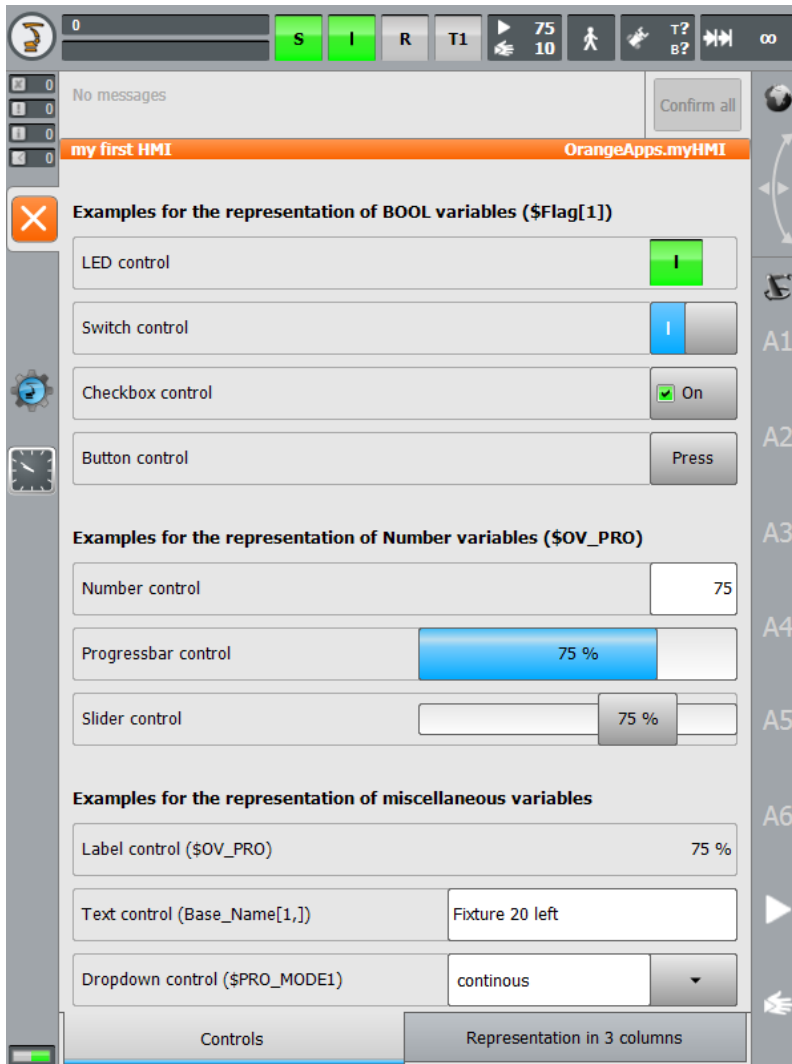 0
S I R T1 75 10 T? B? ∞
0
0
0
0
No messages
Confirm all
my first HMI OrangeApps.myHMI
Examples for the representation of BOOL variables ($Flag[1])
LED control I
Switch control I
Checkbox control On
Button control Press
Examples for the representation of Number variables ($OV_PRO)
Number control 75
Progressbar control 75 %
Slider control 75 %
Examples for the representation of miscellaneous variables
Label control ($OV_PRO) 75 %
Text control (Base_Name[1,]) Fixture 20 left
Dropdown control ($PRO_MODE1) continous
Controls Representation in 3 columns
A1
A2
A3
A4
A5
A6